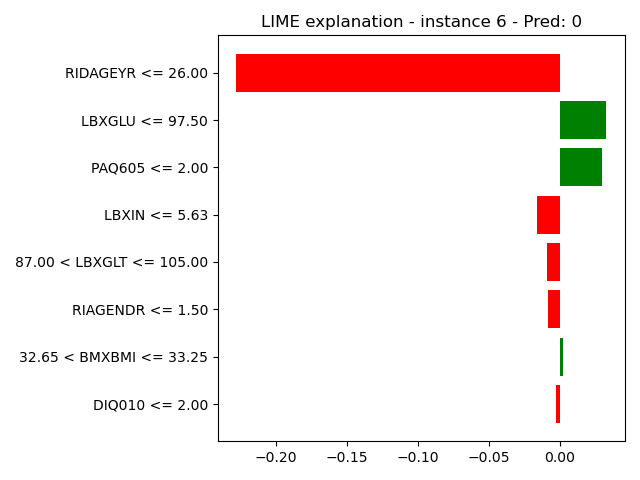 LIME explanation - instance 6 - Pred: 0
RIDAGEYR <= 26.00
LBXGLU <= 97.50
PAQ605 <= 2.00
LBXIN <= 5.63
87.00 < LBXGLT <= 105.00
RIAGENDR <= 1.50
32.65 < BMXBMI <= 33.25
DIQ010 <= 2.00
−0.20 −0.15 −0.10 −0.05 0.00